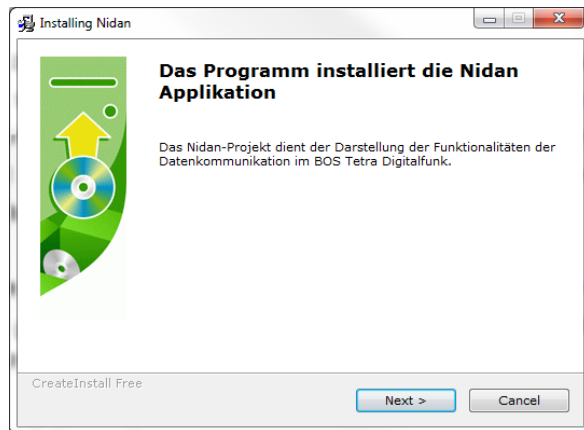 Installing Nidan
Das Programm installiert die Nidan
Applikation
Das Nidan-Projekt dient der Darstellung der Funktionalitäten der
Datenkommunikation im BOS Tetra Digitalfunk.
CreateInstall Free
Next >
Cancel